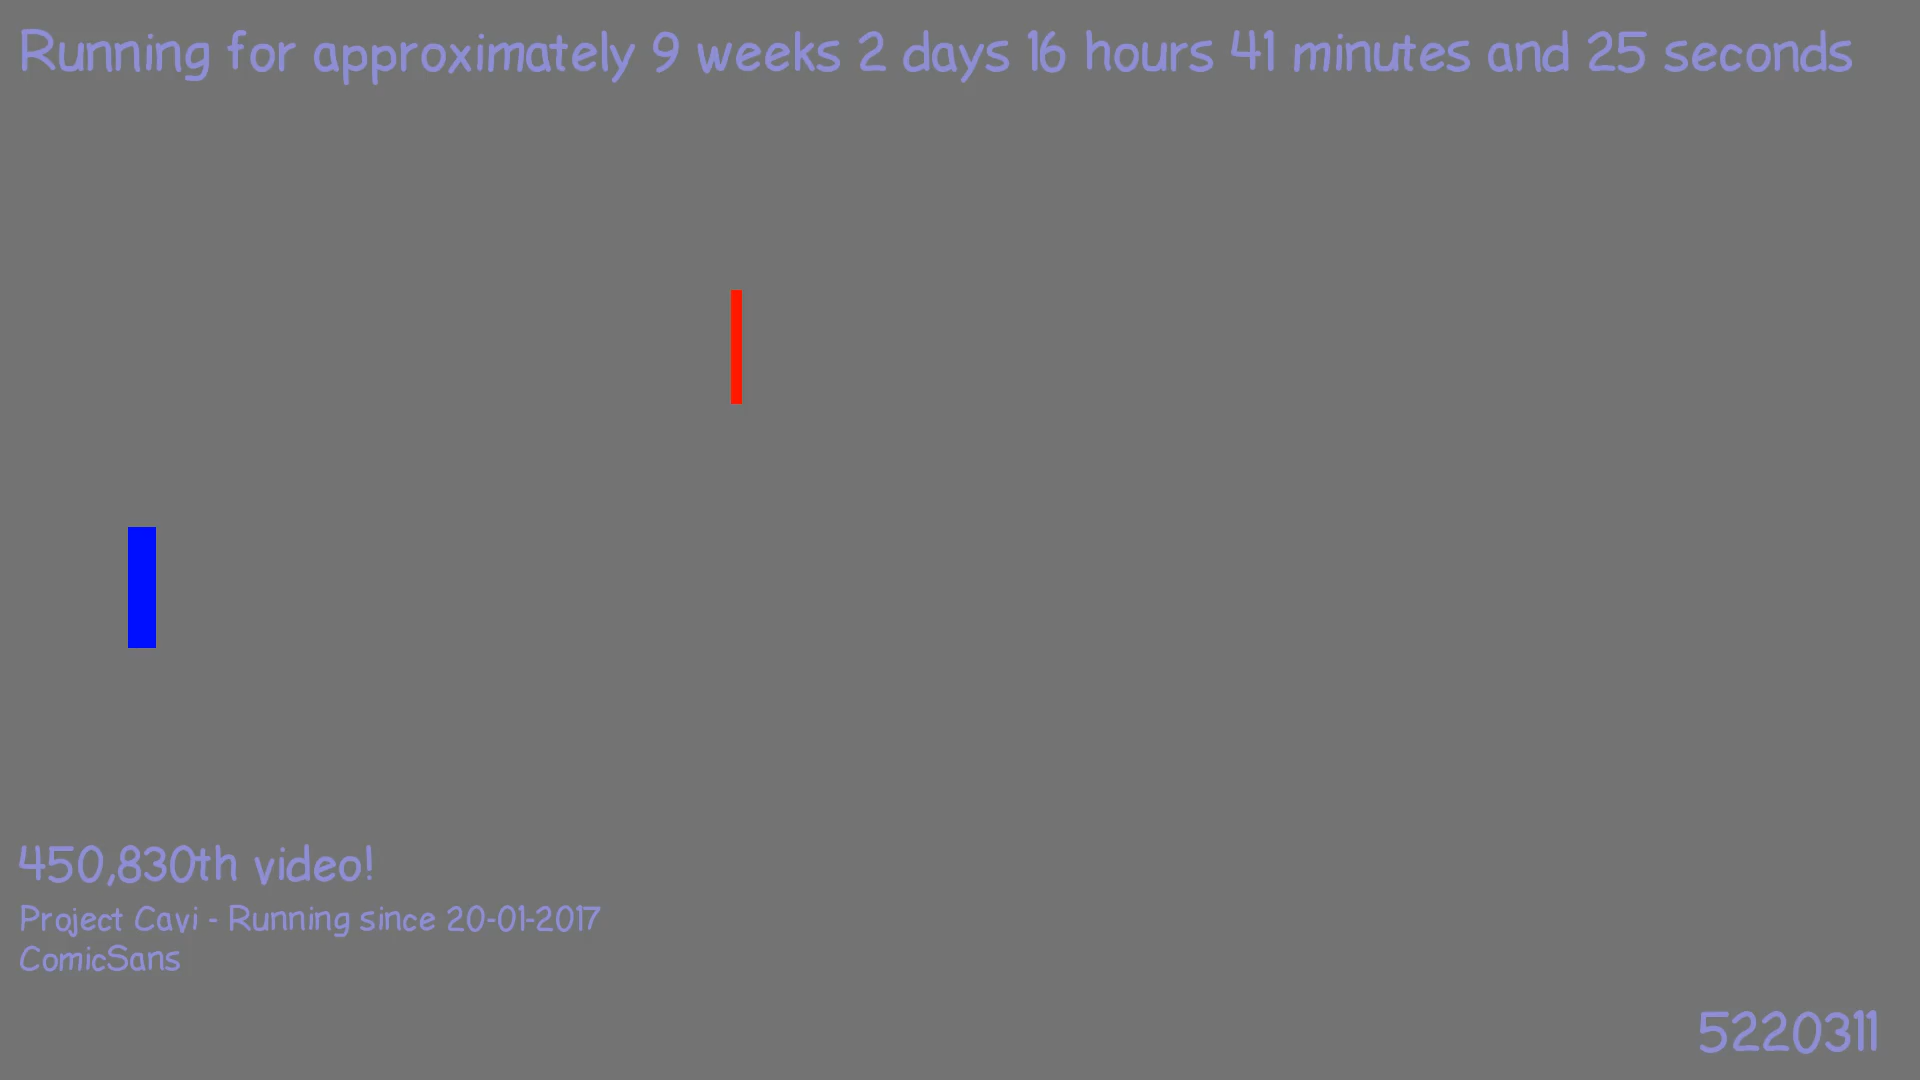 Running for approximately 9 weeks 2 days 16 hours 41 minutes and 25 seconds
450,830th video!
Project Cavi - Running since 20-01-2017
ComicSans
5220311